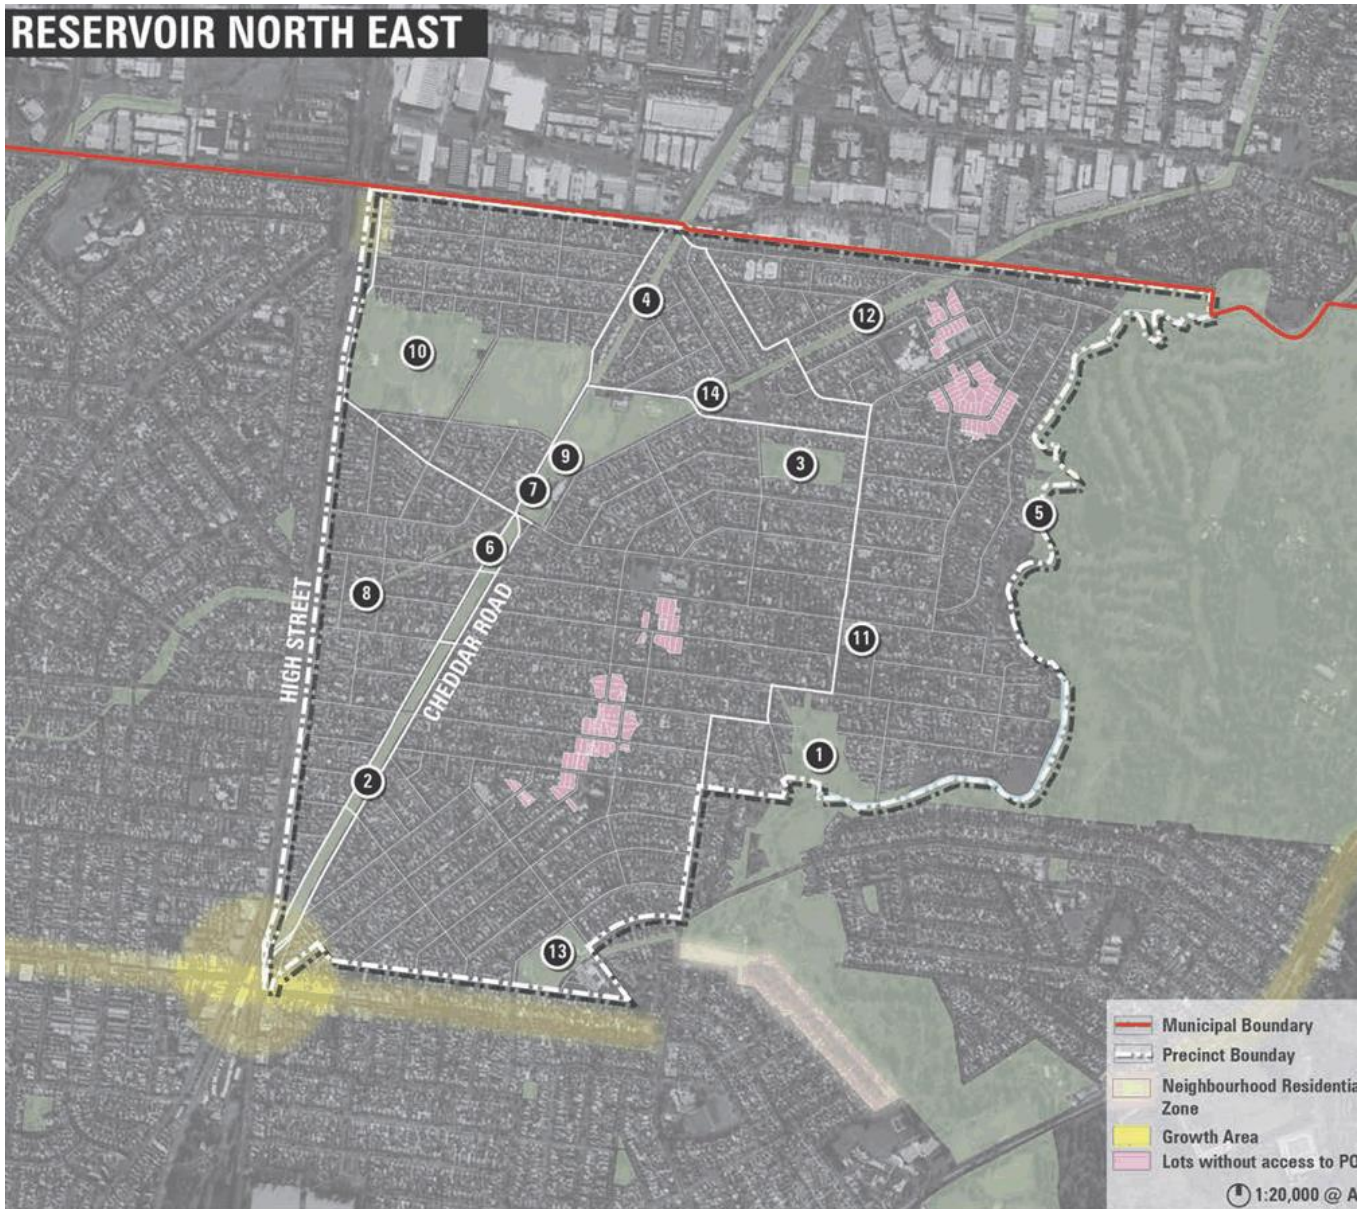 RESERVOIR NORTH EAST
4
12
10
14
9
3
7
5
6
8
HIGH STREET
CHEDDAR ROAD
11
1
2
13
Municipal Boundary
Precinct Bounday
Neighbourhood Residentia
Zone
Growth Area
Lots without access to PO
1:20,000 @ A